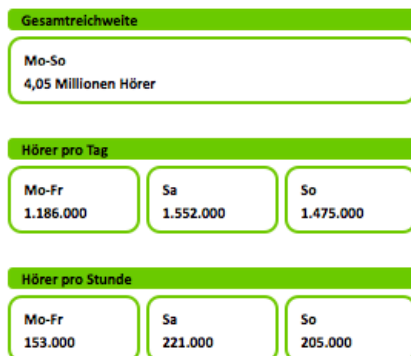 Gesamtreichweite
Mo-So
4,05 Millionen Hörer
Hörer pro Tag
Mo-Fr Sa So
1.186.000 1.552.000 1.475.000
Hörer pro Stunde
Mo-Fr Sa So
153.000 221.000 205.000